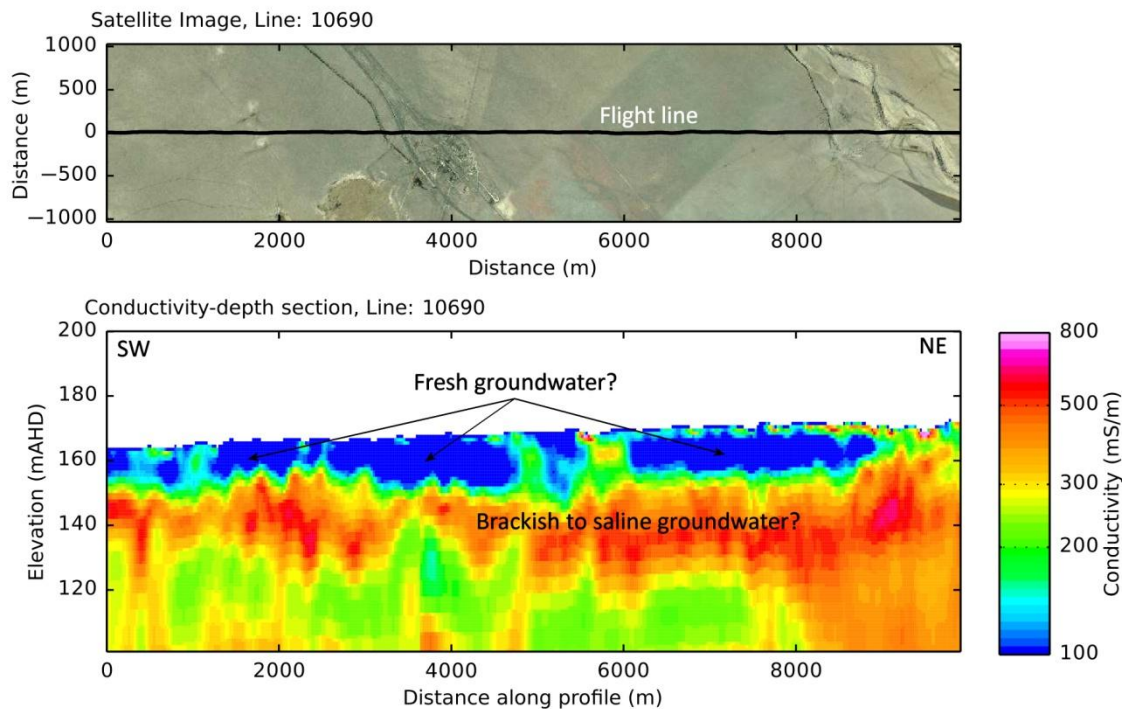 Satellite Image, Line: 10690
1000
500
0
−500
−1000
Distance (m)
Flight line
0
2000
4000
6000
8000
Distance (m)
Conductivity-depth section, Line: 10690
200
180
160
140
120
Elevation (mAHD)
SW
NE
Fresh groundwater?
Brackish to saline groundwater?
0
2000
4000
6000
8000
Distance along profile (m)
800
500
300
200
100
Conductivity (mS/m)